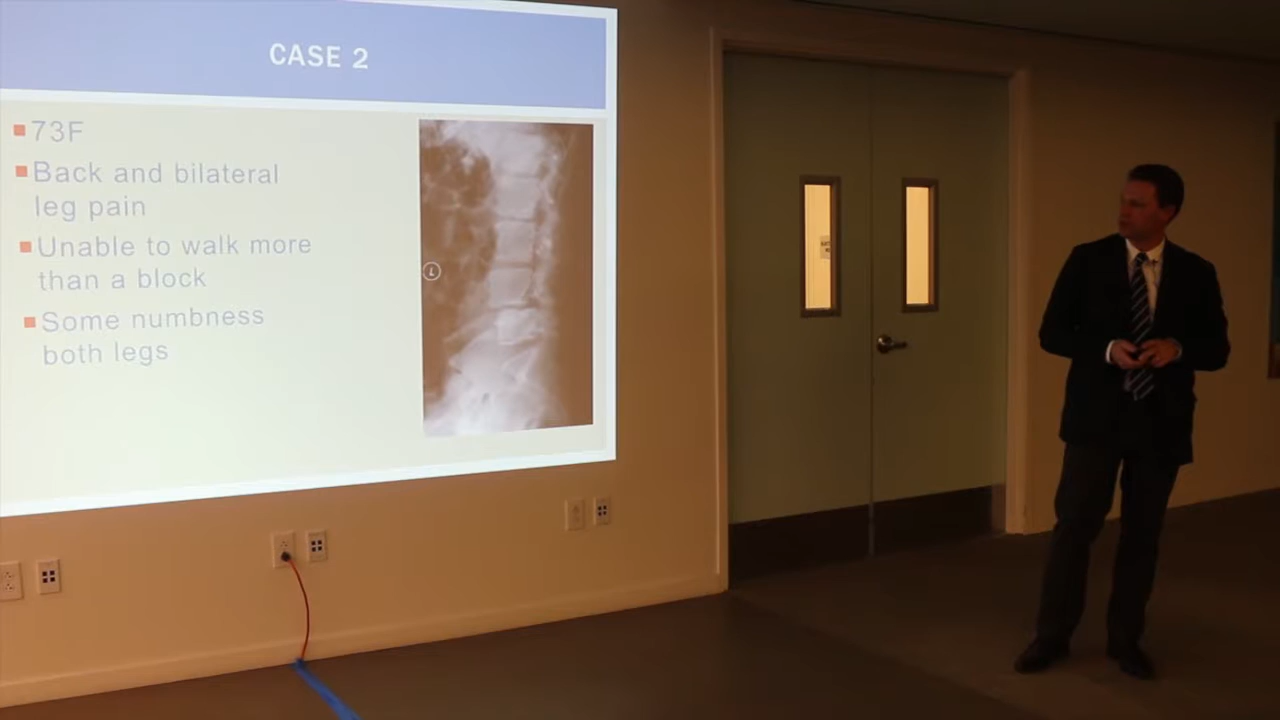 CASE 2
73F
Back and bilateral
leg pain
Unable to walk more
than a block
Some numbness
both legs
L